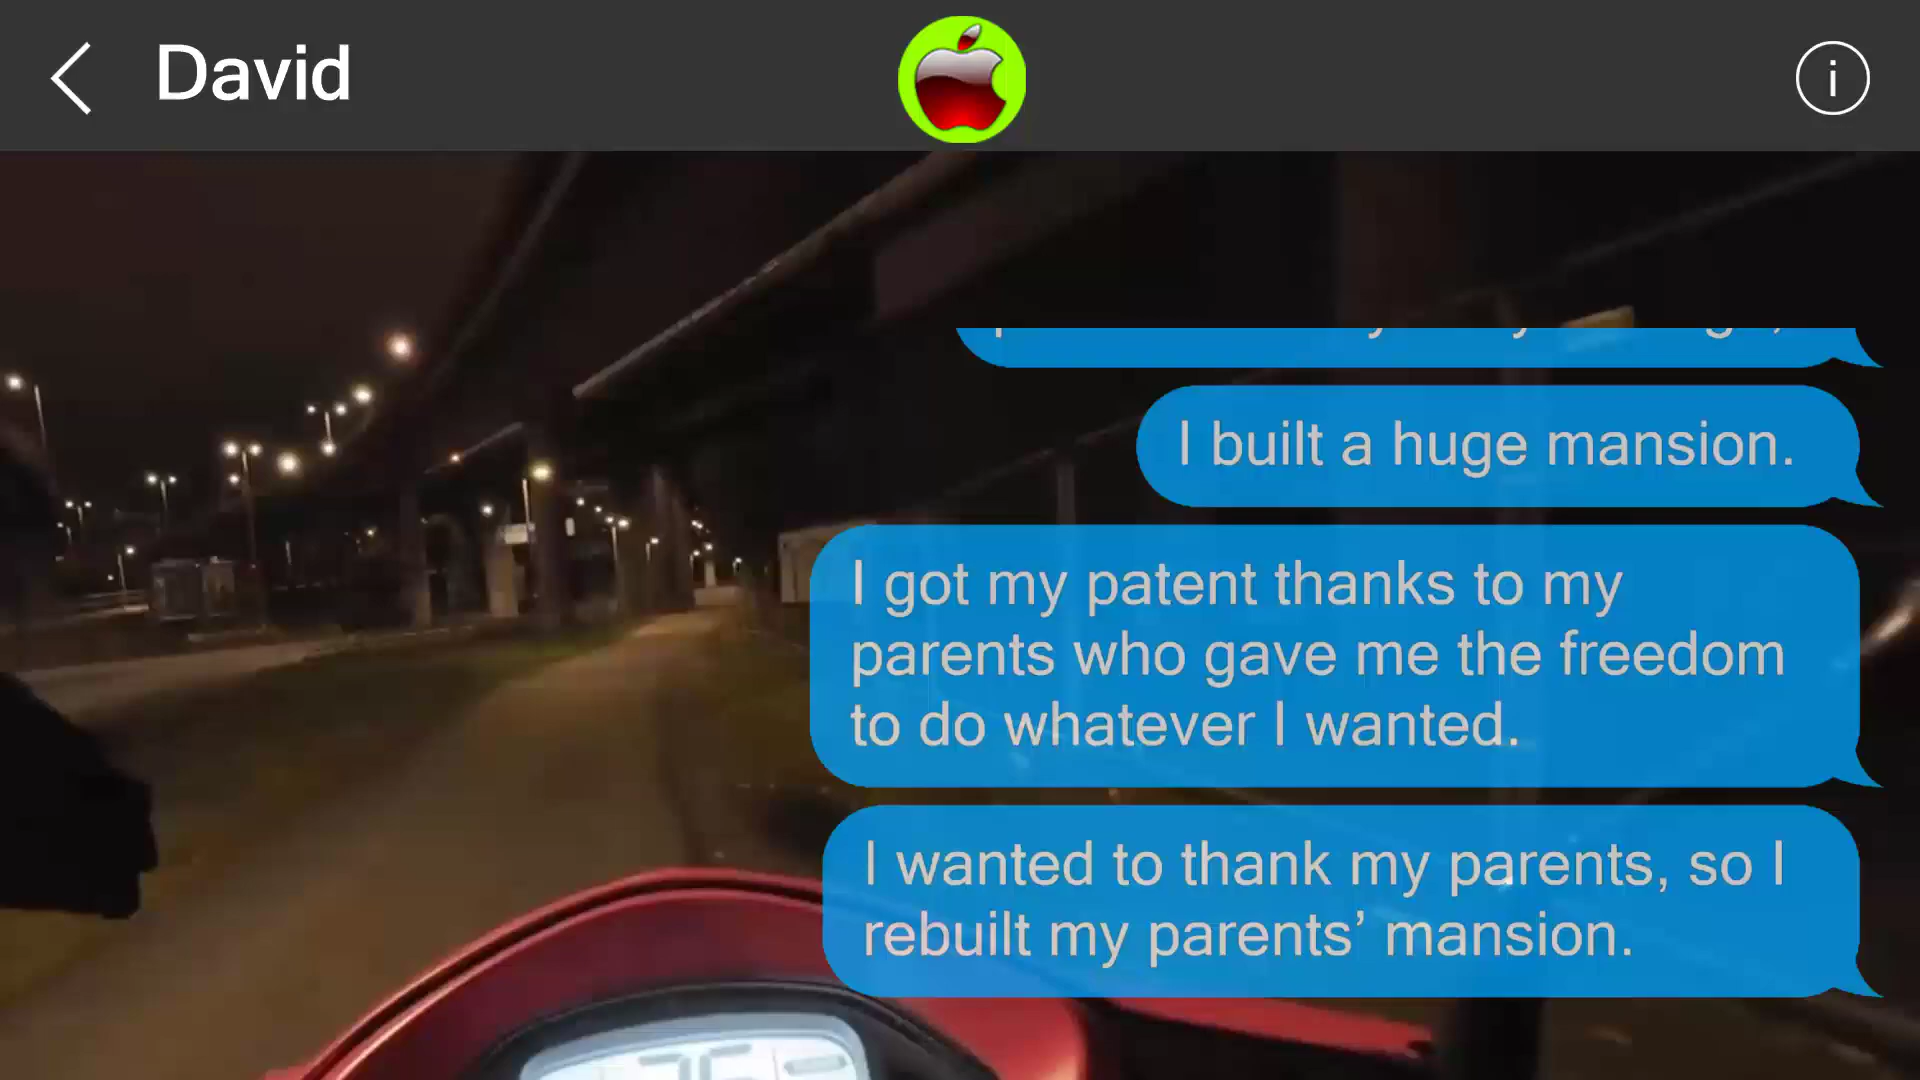 David
I built a huge mansion.
I got my patent thanks to my
parents who gave me the freedom
to do whatever I wanted.
I wanted to thank my parents, so I
rebuilt my parents’ mansion.